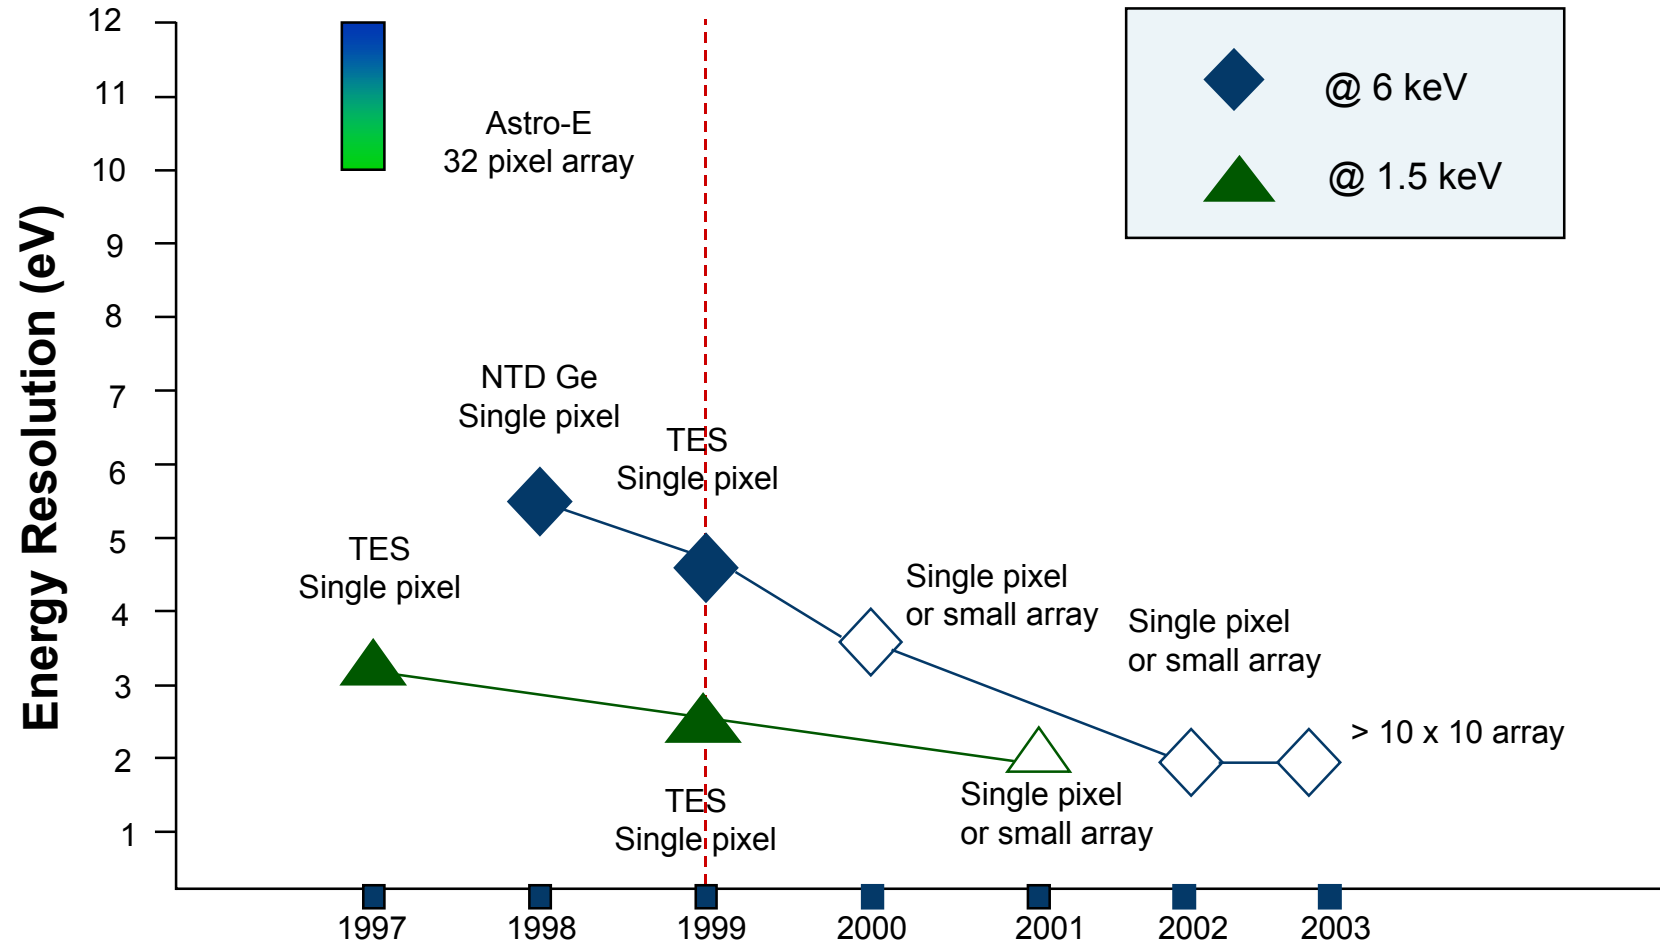 Energy Resolution (eV)
12
11
10
9
8
7
6
5
4
3
2
1
Astro-E
32 pixel array
@ 6 keV
@ 1.5 keV
NTD Ge
Single pixel
TES
Single pixel
TES
Single pixel
Single pixel
or small array
Single pixel
or small array
> 10 x 10 array
TES
Single pixel
Single pixel
or small array
1997
1998
1999
2000
2001
2002
2003